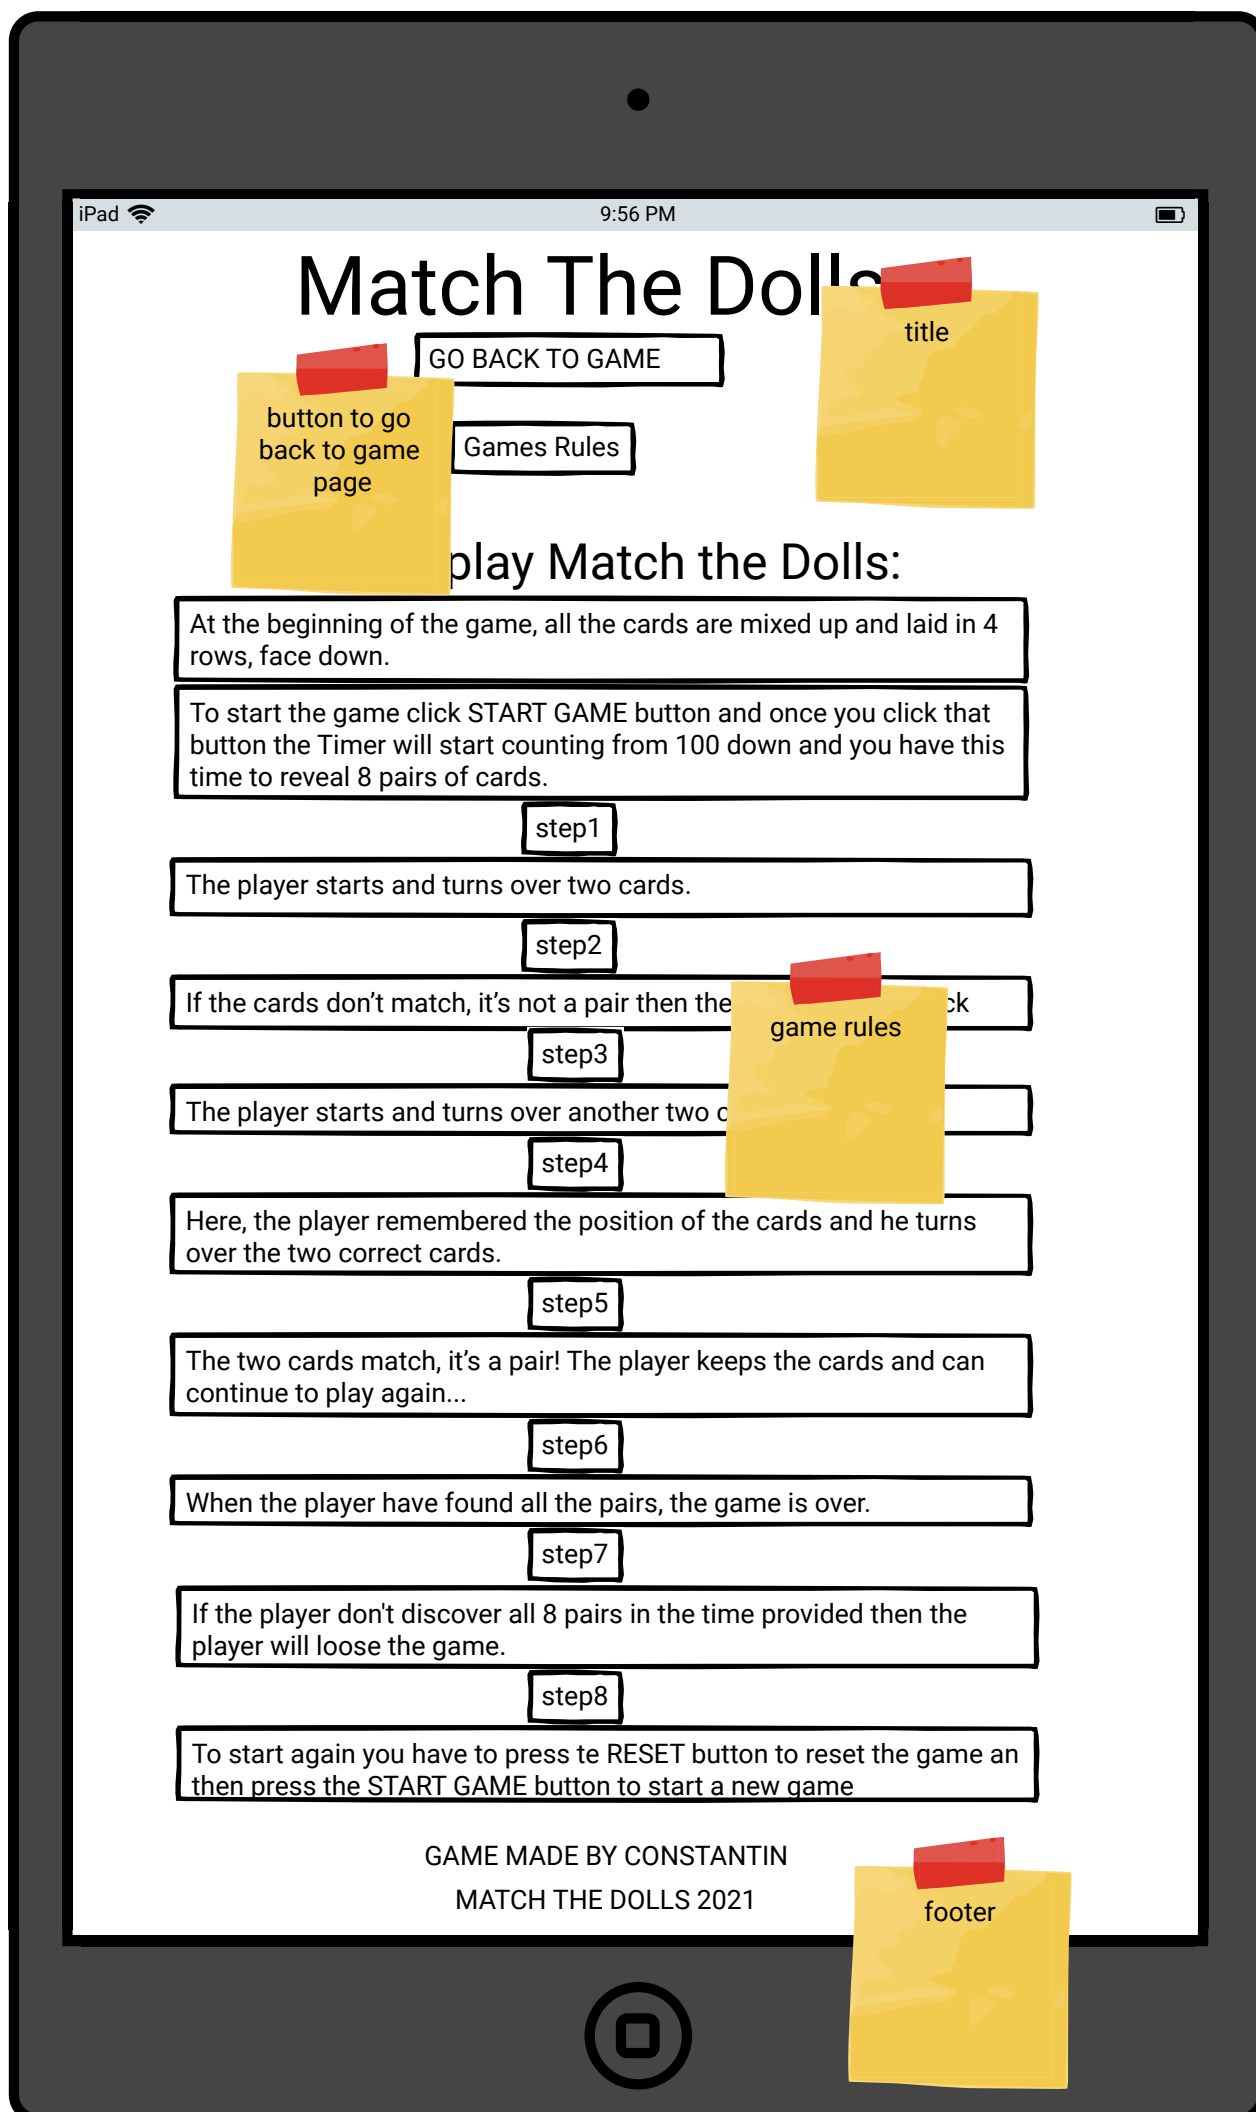 iPad 9:56 PM
Match The Dolls
title
GO BACK TO GAME
button to go
back to game
page
Games Rules
play Match the Dolls:
At the beginning of the game, all the cards are mixed up and laid in 4
rows, face down.
To start the game click START GAME button and once you click that
button the Timer will start counting from 100 down and you have this
time to reveal 8 pairs of cards.
step1
The player starts and turns over two cards.
step2
If the cards don’t match, it’s not a pair then the
game rules
step3
The player starts and turns over another two
step4
Here, the player remembered the position of the cards and he turns
over the two correct cards.
step5
The two cards match, it’s a pair! The player keeps the cards and can
continue to play again...
step6
When the player have found all the pairs, the game is over.
step7
If the player don't discover all 8 pairs in the time provided then the
player will loose the game.
step8
To start again you have to press te RESET button to reset the game an
then press the START GAME button to start a new game
GAME MADE BY CONSTANTIN
MATCH THE DOLLS 2021
footer